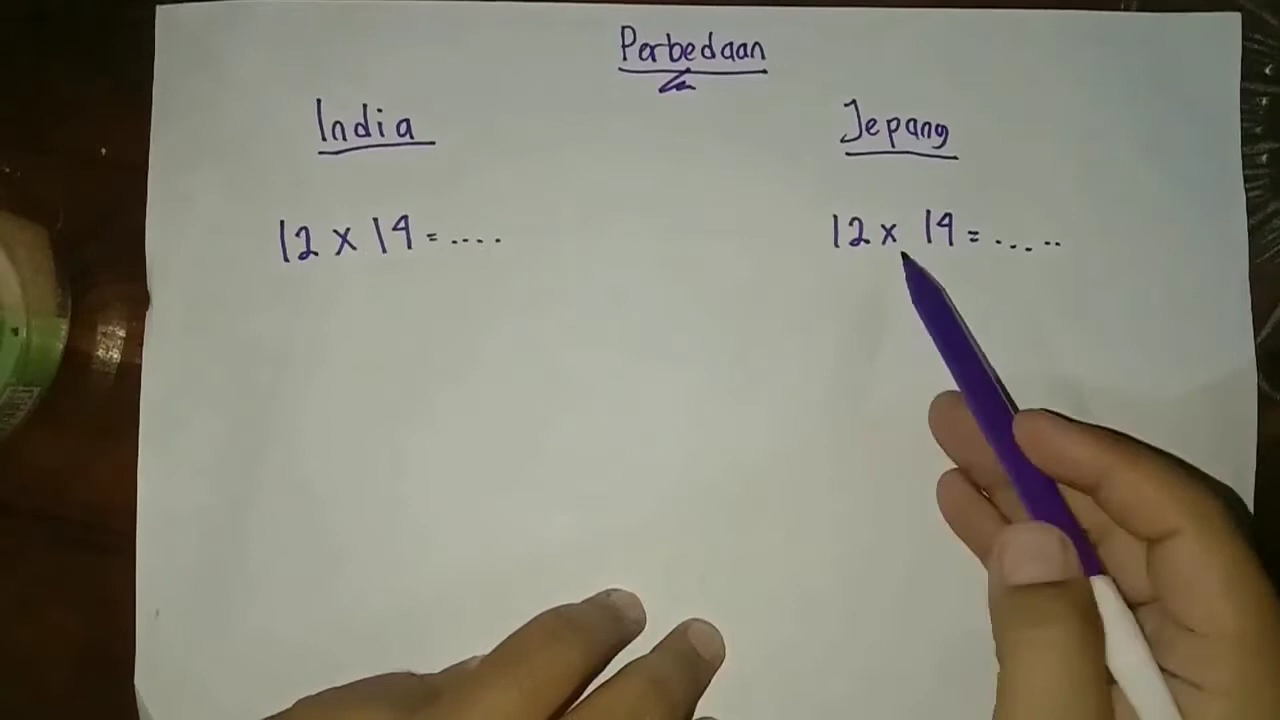 Perbedaan
India
Jepang
12 x 14 = ....
12 x 14 = .....